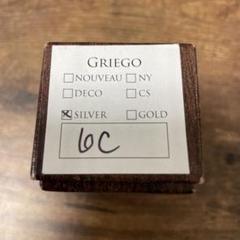 GRIEGO
☐ NOUVEAU ☐ NY
☐ DECO ☐ CS
☒ SILVER ☐ GOLD
6C